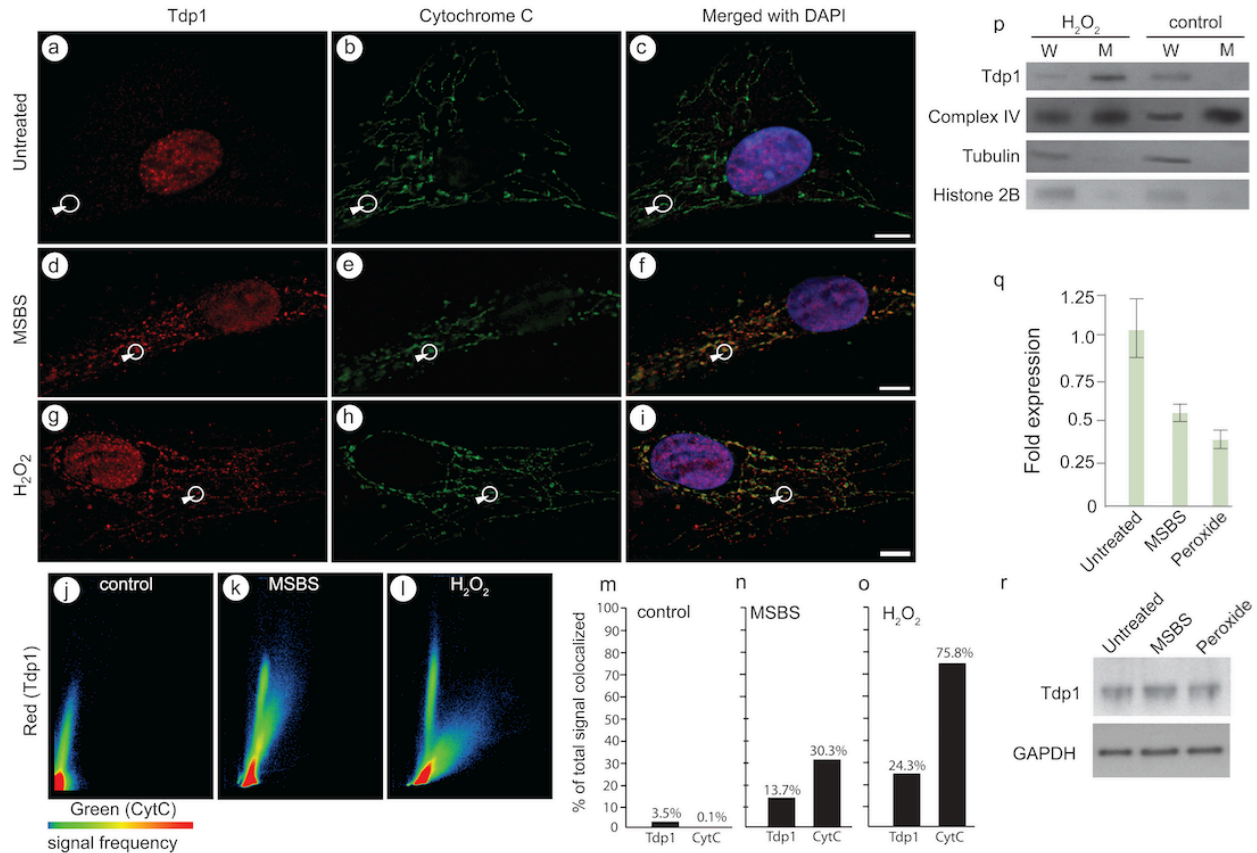 Tdp1 Cytochrome C Merged with DAPI
Untreated
a b c
MSBS
d e f
H₂O₂
g h i
j control
k MSBS
l H₂O₂
Red (Tdp1)
Green (CytC)
signal frequency
m n o
control MSBS H₂O₂
% of total signal colocalized
100
90
80
70
60
50
40
30
20
10
0
3.5% 0.1%
13.7% 30.3%
24.3% 75.8%
Tdp1 CytC Tdp1 CytC Tdp1 CytC
p
H₂O₂ control
W M W M
Tdp1
Complex IV
Tubulin
Histone 2B
q
Fold expression
1.25
1.0
0.75
0.5
0.25
0
Untreated MSBS Peroxide
r
Untreated MSBS Peroxide
Tdp1
GAPDH